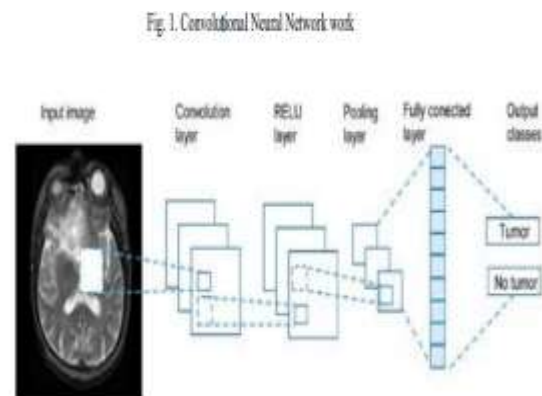 Fig. 1. Convolutional Neural Network work
Input image
Convolution layer
RELU layer
Pooling layer
Fully conected layer
Output classes
Tumor
No tumor